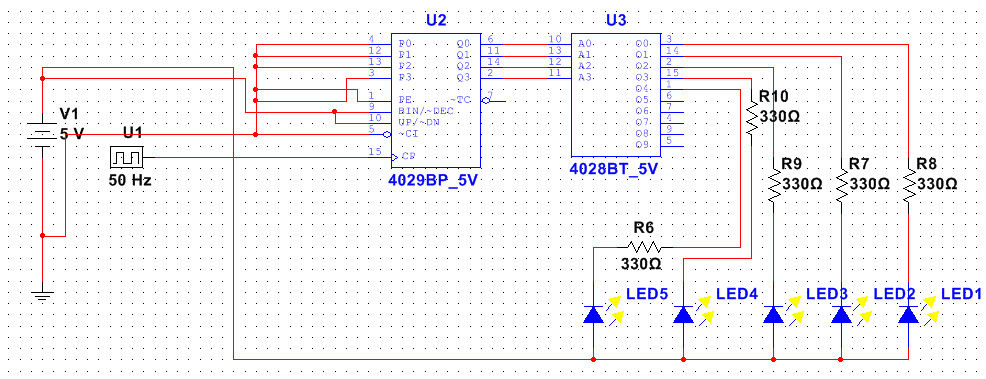 U2
U3
4 P0 Q0 6 10 A0 O0 3
12 P1 Q1 11 13 A1 O1 14
13 P2 Q2 14 12 A2 O2 2
3 P3 Q3 2 11 A3 O3 15
O4 1
1 PE ~TC 7 O5 6
9 BIN/~DEC O6 7
10 UP/~DN O7 4
5 ~CI O8 9
O9 5
15 CP
V1
5 V
U1
50 Hz
4029BP_5V
4028BT_5V
R10
330Ω
R9
330Ω
R7
330Ω
R8
330Ω
R6
330Ω
LED5
LED4
LED3
LED2
LED1